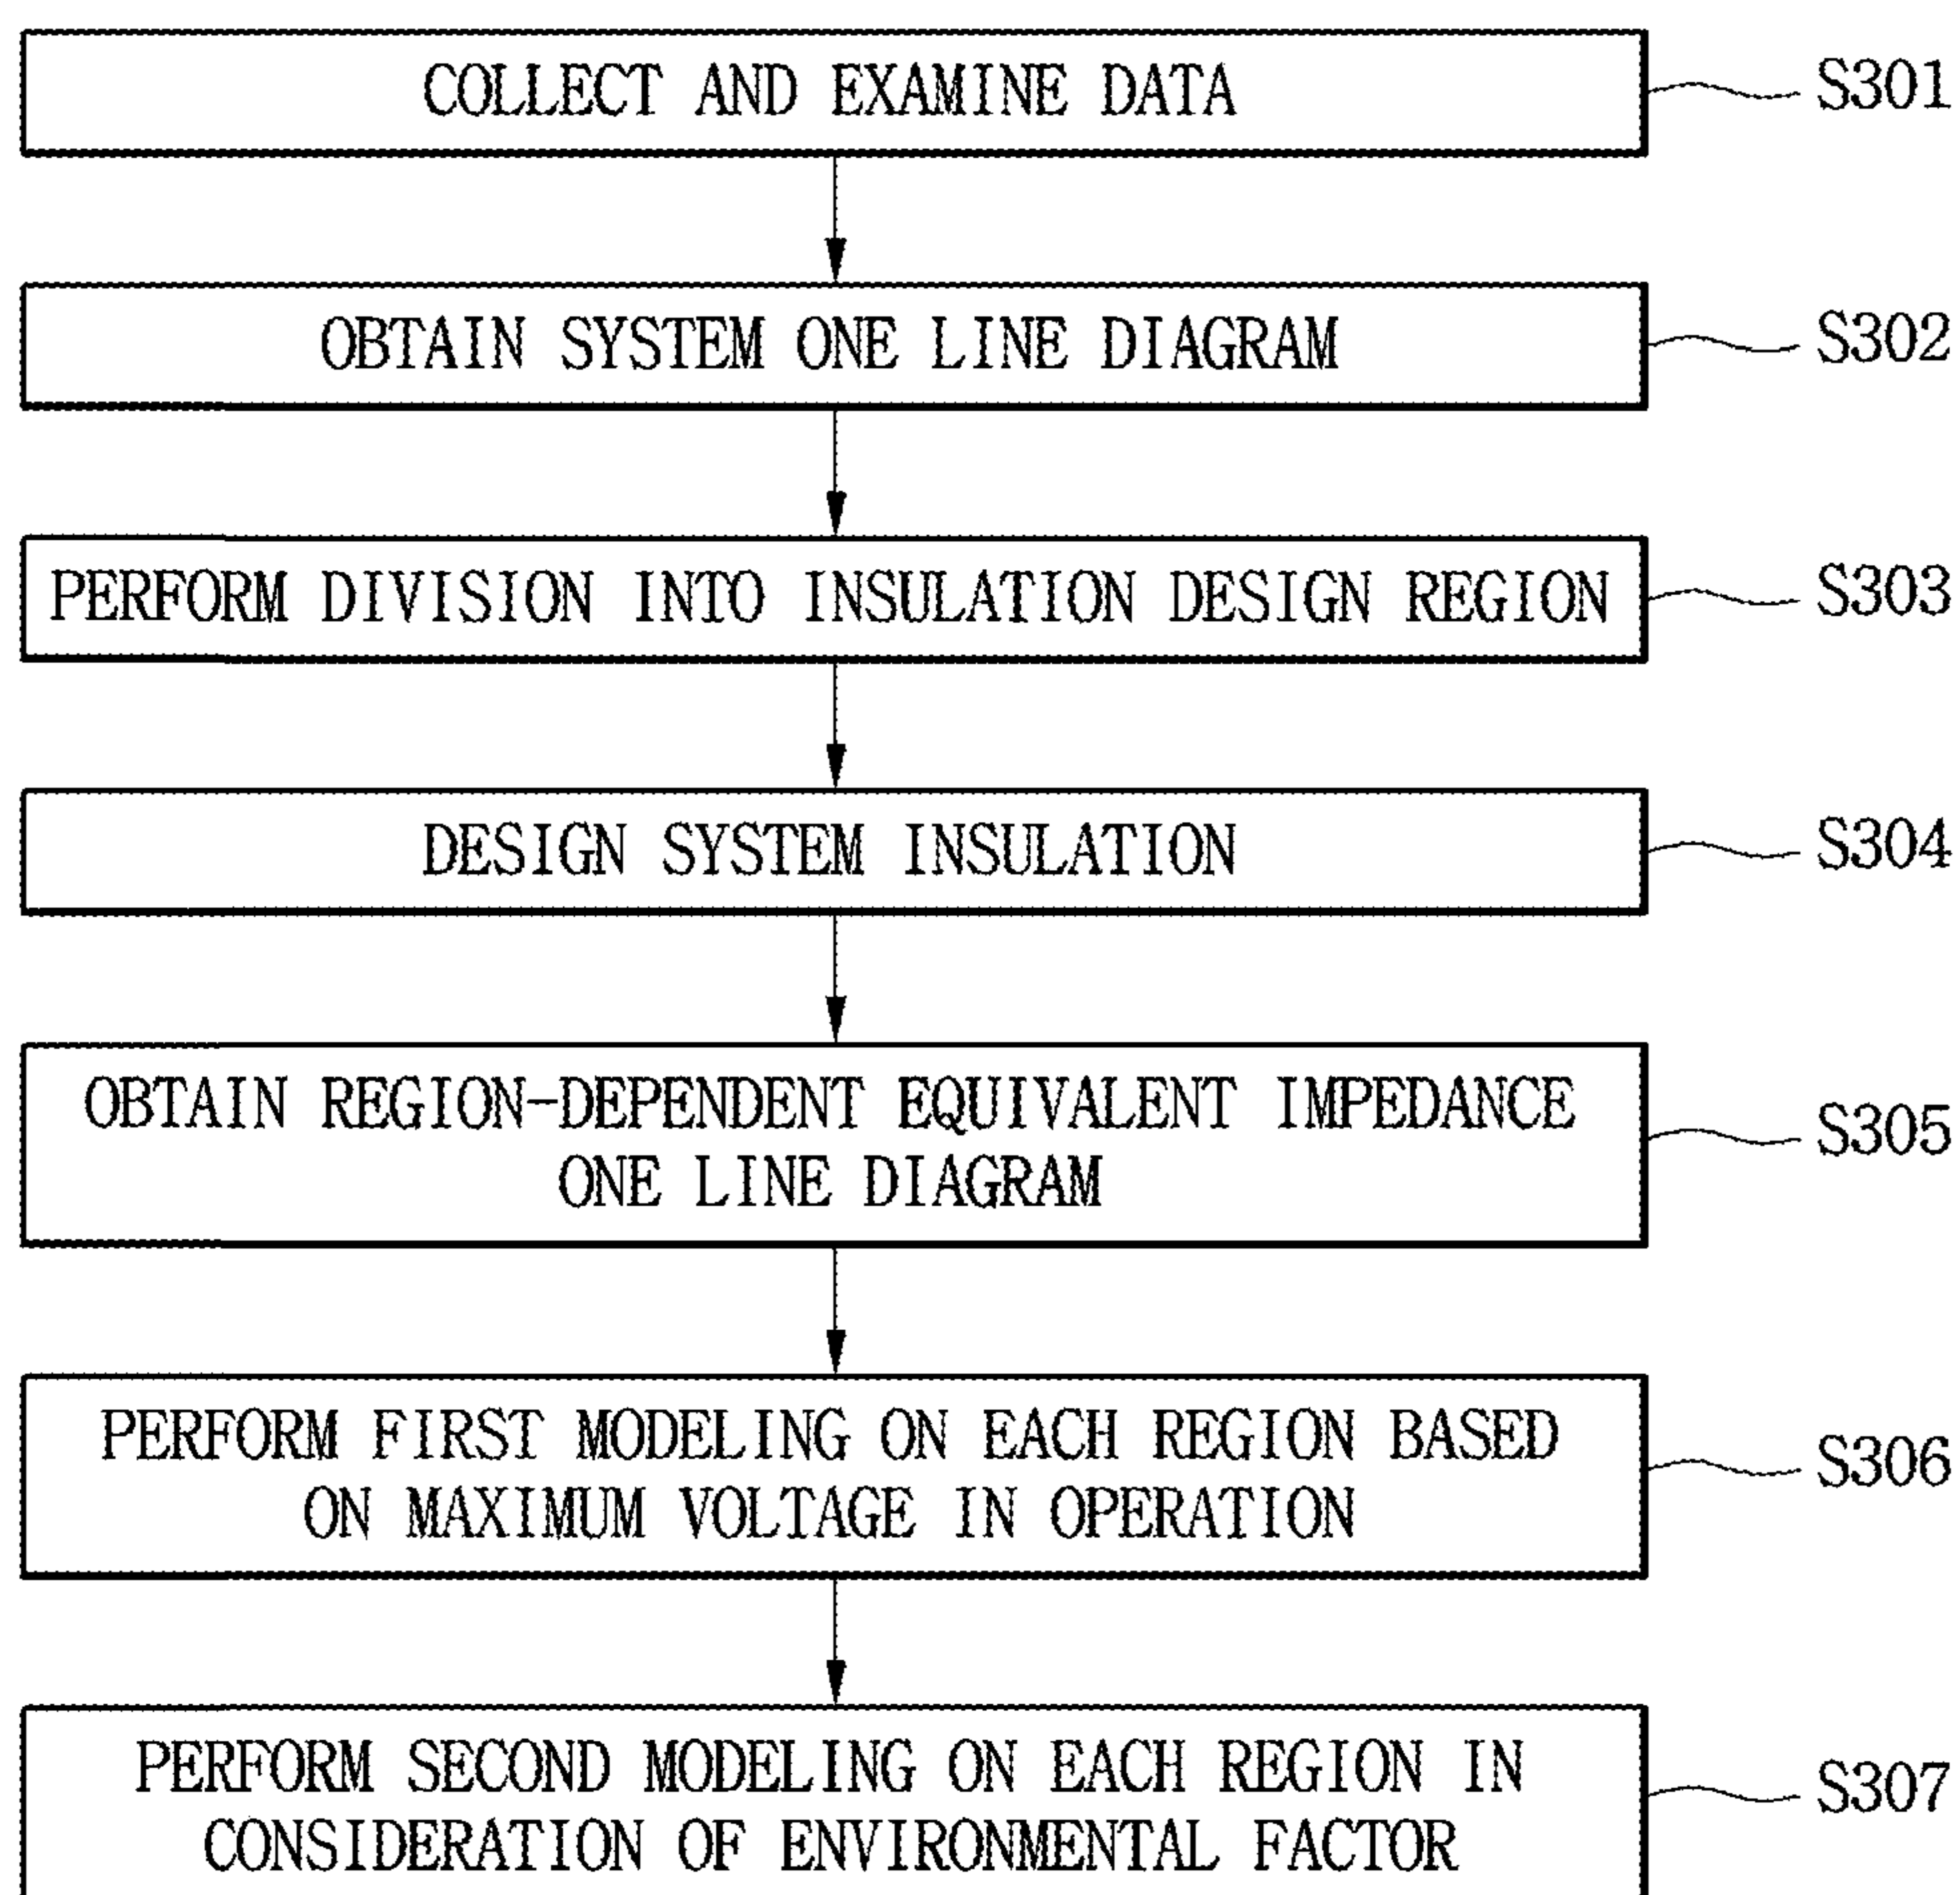 COLLECT AND EXAMINE DATA
S301
OBTAIN SYSTEM ONE LINE DIAGRAM
S302
PERFORM DIVISION INTO INSULATION DESIGN REGION
S303
DESIGN SYSTEM INSULATION
S304
OBTAIN REGION-DEPENDENT EQUIVALENT IMPEDANCE
ONE LINE DIAGRAM
S305
PERFORM FIRST MODELING ON EACH REGION BASED
ON MAXIMUM VOLTAGE IN OPERATION
S306
PERFORM SECOND MODELING ON EACH REGION IN
CONSIDERATION OF ENVIRONMENTAL FACTOR
S307